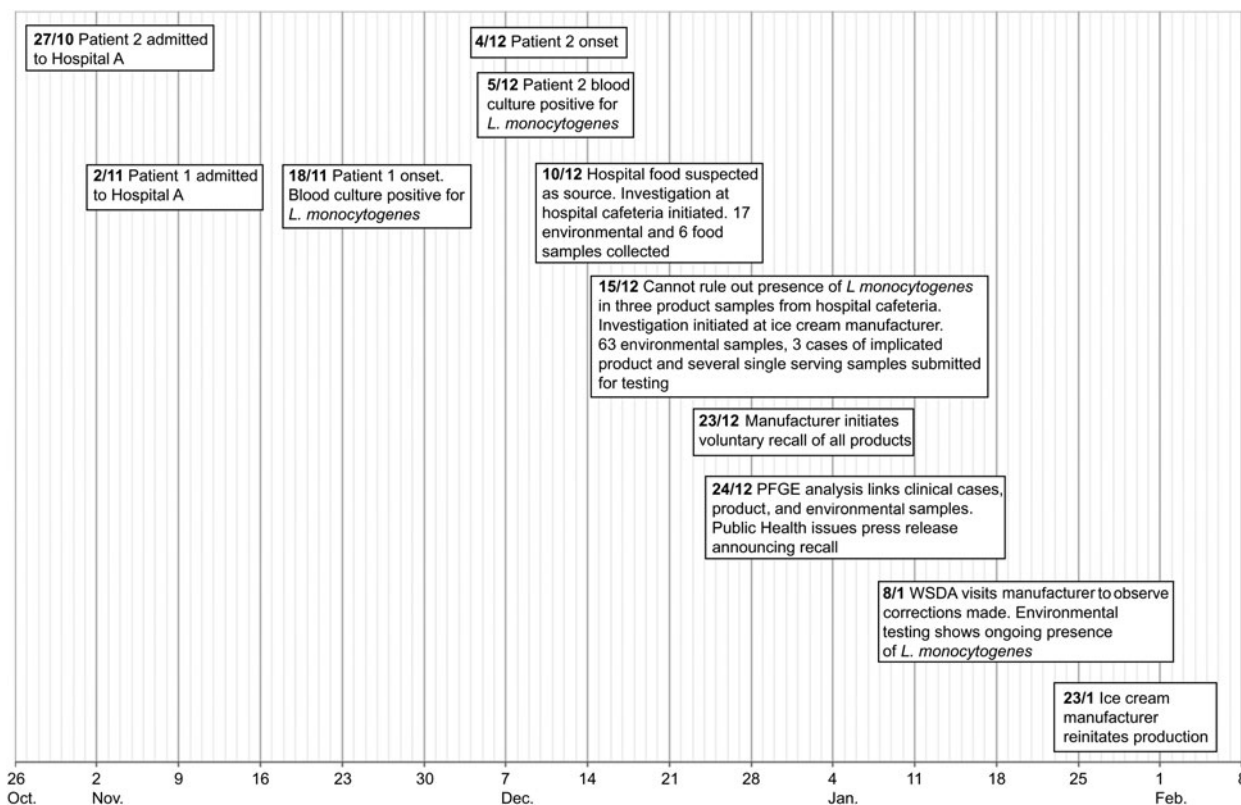 27/10 Patient 2 admitted
to Hospital A
4/12 Patient 2 onset
5/12 Patient 2 blood
culture positive for
L. monocytogenes
2/11 Patient 1 admitted
to Hospital A
18/11 Patient 1 onset.
Blood culture positive for
L. monocytogenes
10/12 Hospital food suspected
as source. Investigation at
hospital cafeteria initiated. 17
environmental and 6 food
samples collected
15/12 Cannot rule out presence of L monocytogenes
in three product samples from hospital cafeteria.
Investigation initiated at ice cream manufacturer.
63 environmental samples, 3 cases of implicated
product and several single serving samples submitted
for testing
23/12 Manufacturer initiates
voluntary recall of all products
24/12 PFGE analysis links clinical cases,
product, and environmental samples.
Public Health issues press release
announcing recall
8/1 WSDA visits manufacturer to observe
corrections made. Environmental
testing shows ongoing presence
of L. monocytogenes
23/1 Ice cream
manufacturer
reinitates production
26 2 9 16 23 30 7 14 21 28 4 11 18 25 1 8
Oct. Nov. Dec. Jan. Feb.